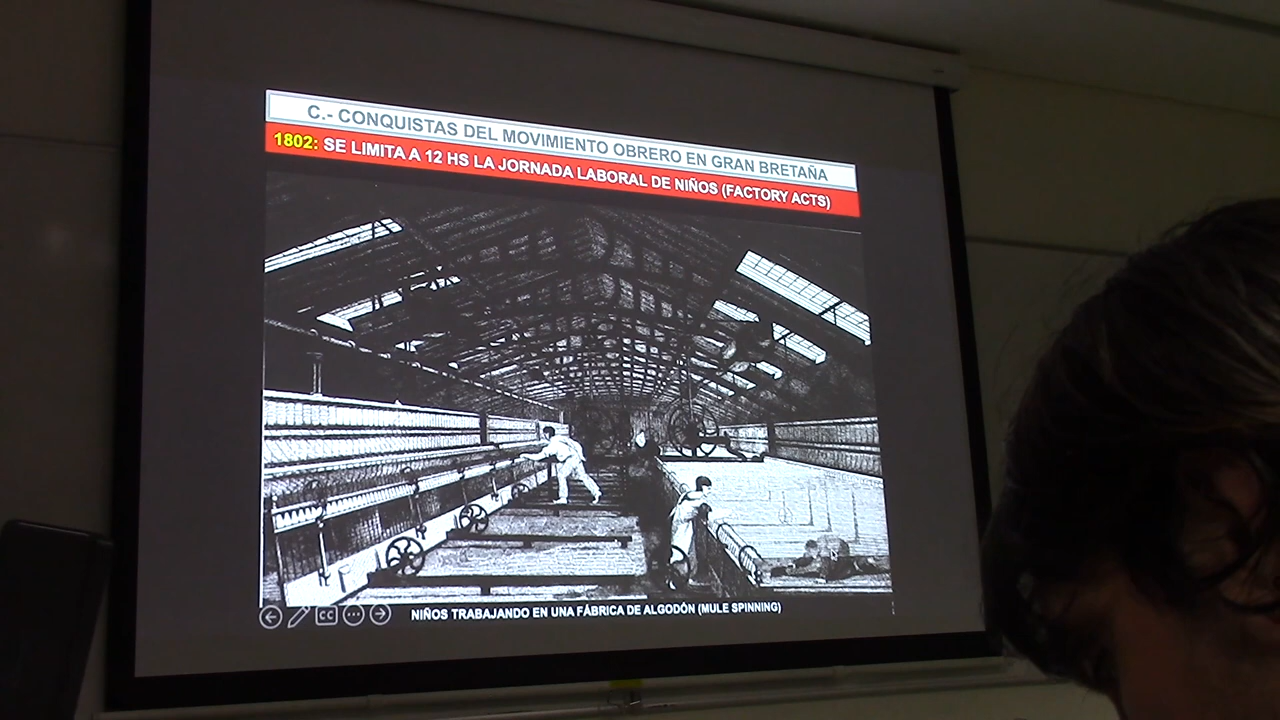 C.- CONQUISTAS DEL MOVIMIENTO OBRERO EN GRAN BRETAÑA
1802: SE LIMITA A 12 HS LA JORNADA LABORAL DE NIÑOS (FACTORY ACTS)
CC
NIÑOS TRABAJANDO EN UNA FÁBRICA DE ALGODÓN (MULE SPINNING)